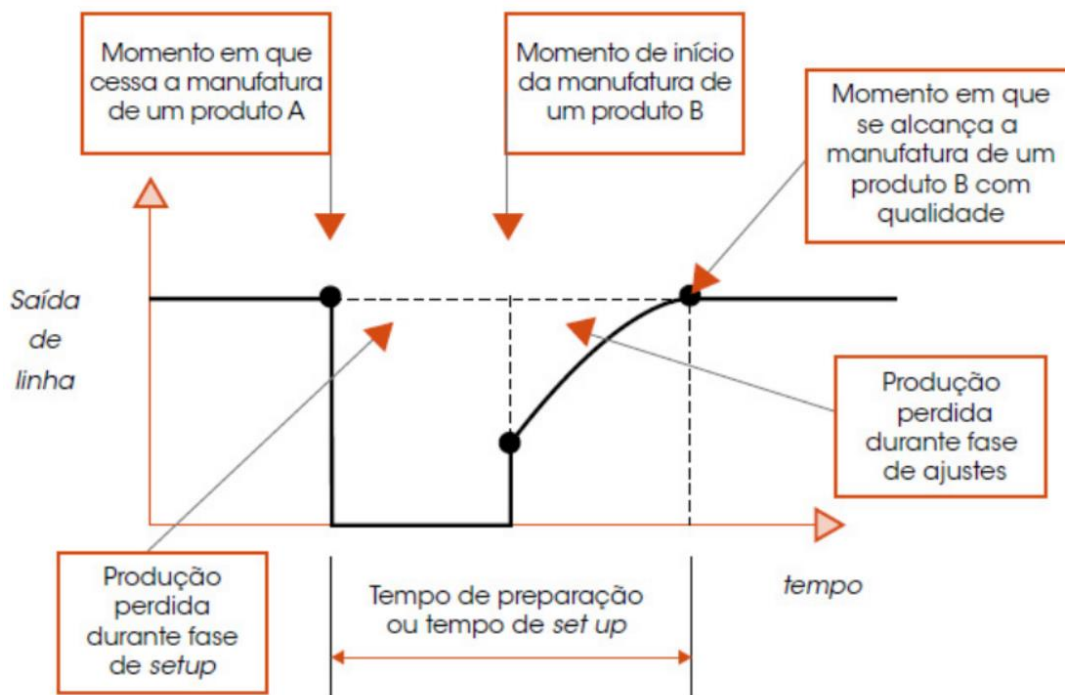 Momento em que
cessa a manufatura
de um produto A
Momento de início
da manufatura de
um produto B
Momento em que
se alcança a
manufatura de um
produto B com
qualidade
Saída
de
linha
Produção
perdida
durante fase
de ajustes
Produção
perdida
durante fase
de setup
Tempo de preparação
ou tempo de set up
tempo